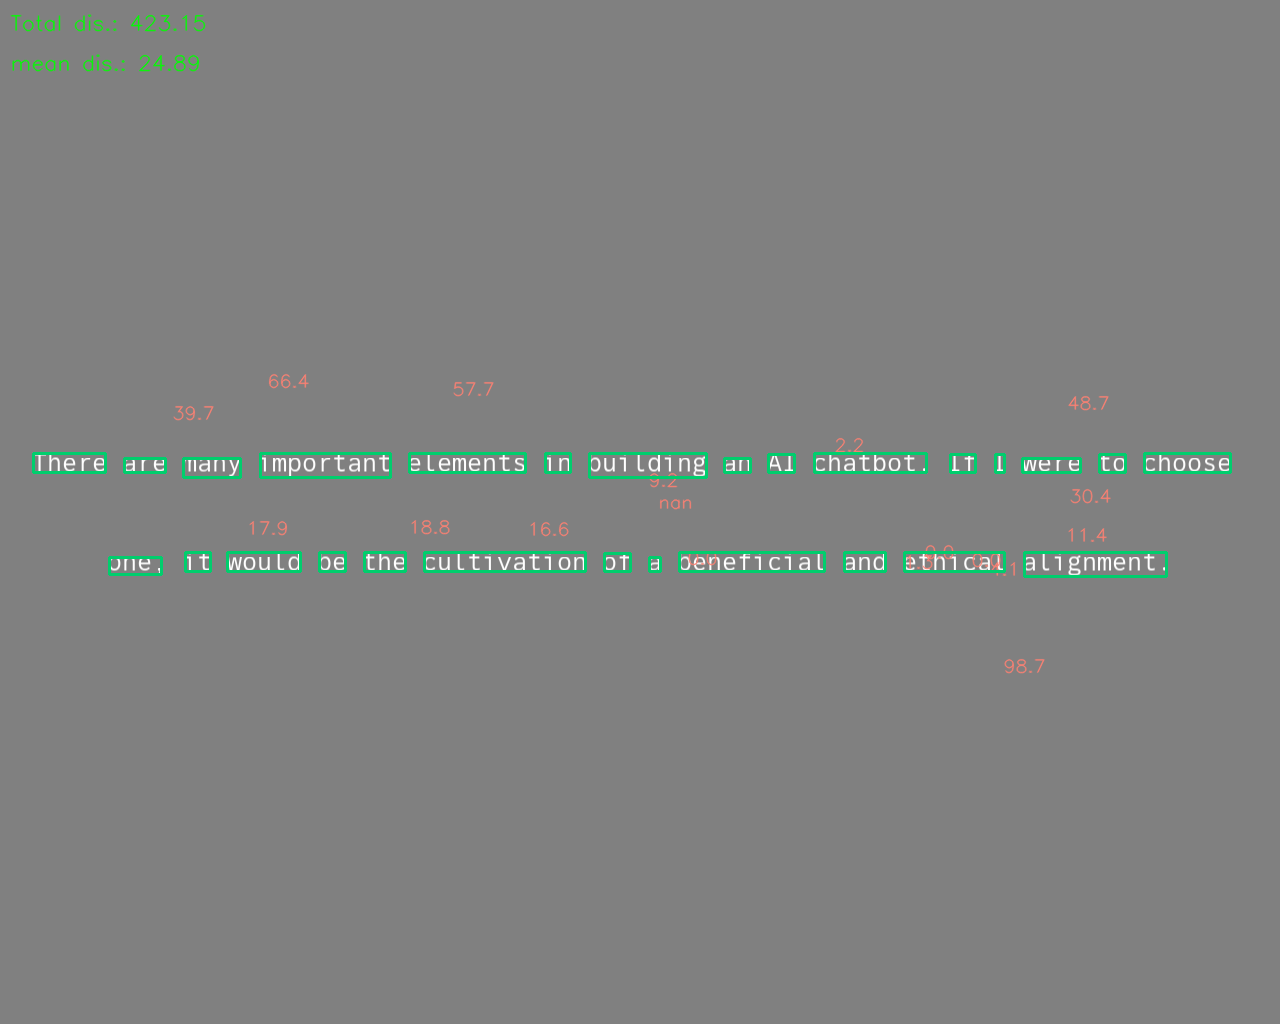 Total dis.: 423.15
mean dis.: 24.89
66.4
57.7
39.7
48.7
2.2
There are many important elements in building an AI chatbot. If I were to choose
9.2
nan
30.4
17.9
18.8
16.6
11.4
one, it would be the cultivation of a beneficial and ethical alignment.
98.7